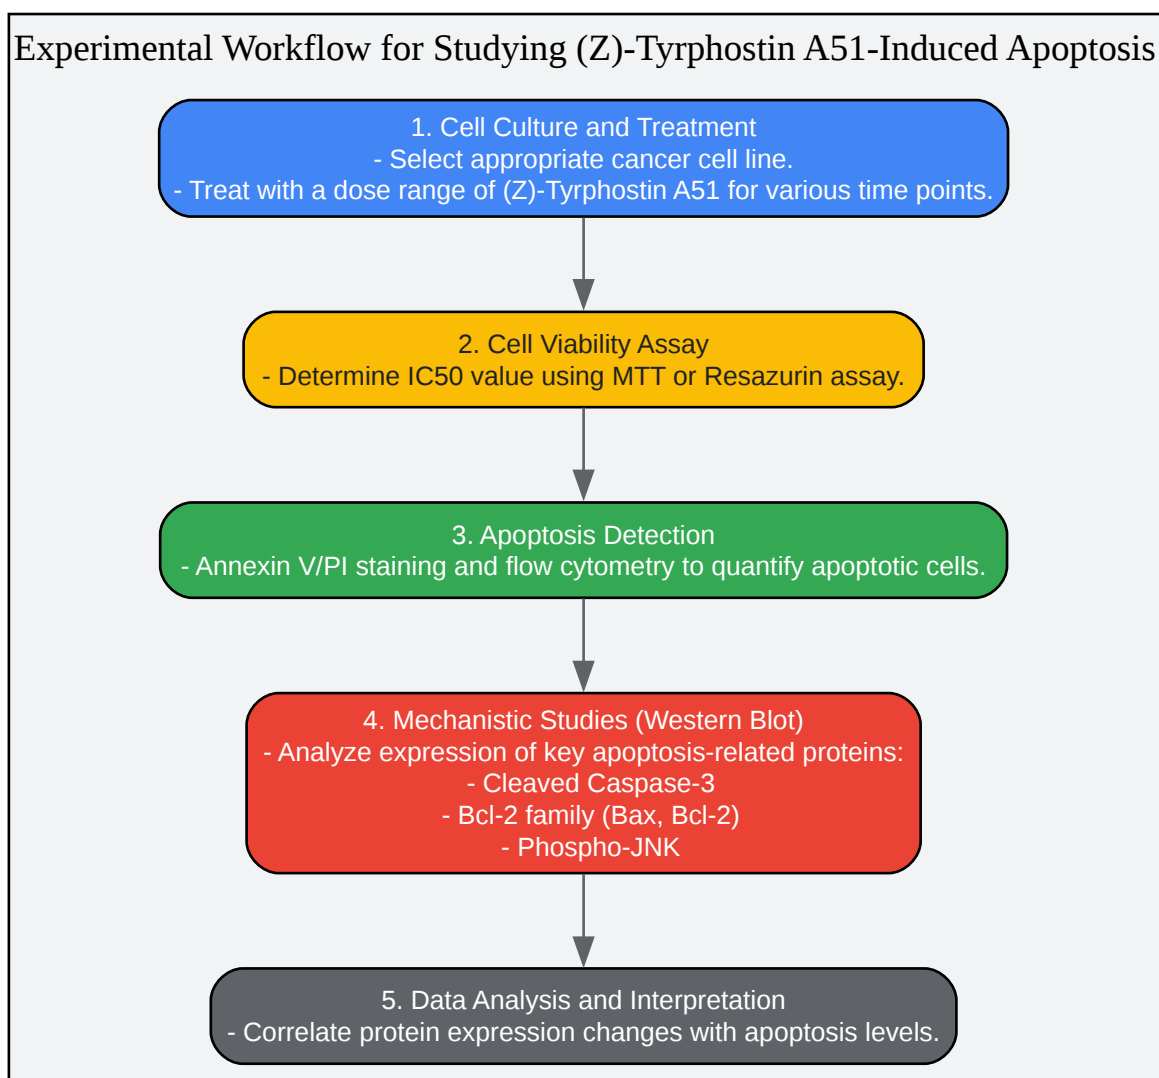 Experimental Workflow for Studying (Z)-Tyrphostin A51-Induced Apoptosis
1. Cell Culture and Treatment
- Select appropriate cancer cell line.
- Treat with a dose range of (Z)-Tyrphostin A51 for various time points.
2. Cell Viability Assay
- Determine IC50 value using MTT or Resazurin assay.
3. Apoptosis Detection
- Annexin V/PI staining and flow cytometry to quantify apoptotic cells.
4. Mechanistic Studies (Western Blot)
- Analyze expression of key apoptosis-related proteins:
- Cleaved Caspase-3
- Bcl-2 family (Bax, Bcl-2)
- Phospho-JNK
5. Data Analysis and Interpretation
- Correlate protein expression changes with apoptosis levels.